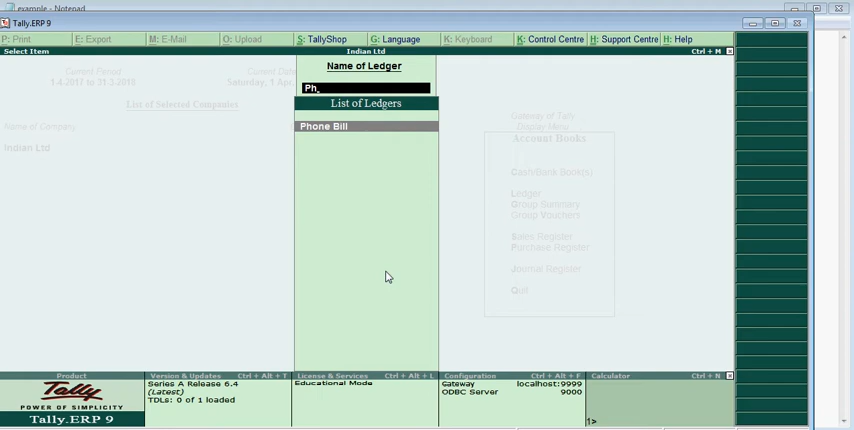 example - Notepad
Tally.ERP 9
P: Print E: Export M: E-Mail O: Upload S: TallyShop G: Language K: Keyboard K: Control Centre H: Support Centre H: Help
Select Item Indian Ltd Ctrl + M
Current Period
1-4-2017 to 31-3-2018
Current Date
Saturday, 1 Apr,
List of Selected Companies
Name of Company
Indian Ltd
Name of Ledger
Ph
List of Ledgers
Phone Bill
Gateway of Tally
Display Menu
Account Books
Cash/Bank Book(s)
Ledger
Group Summary
Group Vouchers
Sales Register
Purchase Register
Journal Register
Quit
Product
Tally
POWER OF SIMPLICITY
Tally.ERP 9
Version & Updates Ctrl + Alt + T
Series A Release 6.4
(Latest)
TDLs: 0 of 1 loaded
License & Services Ctrl + Alt + L
Educational Mode
Configuration Ctrl + Alt + F
Gateway localhost:9999
ODBC Server 9000
Calculator Ctrl + N
1>